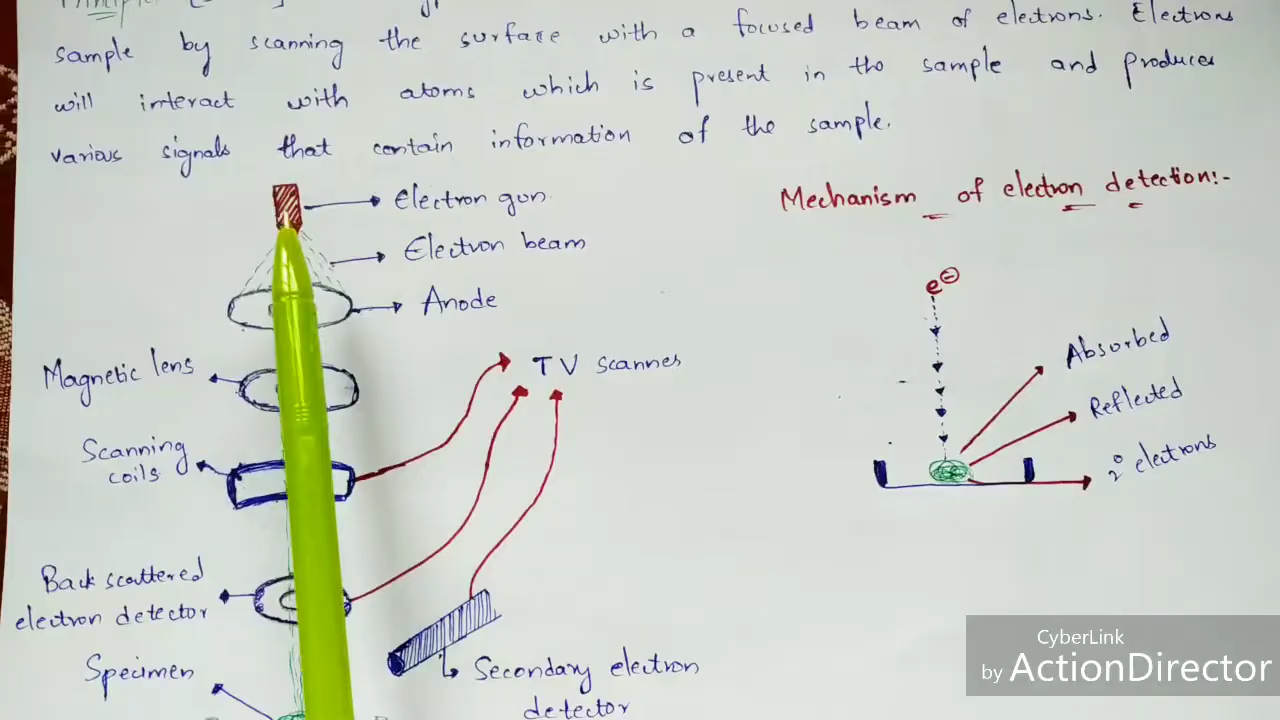 Principle
sample by scanning the surface with a focused beam of electrons. Electrons
will interact with atoms which is present in the sample and produces
various signals that contain information of the sample.
Electron gun
Electron beam
Anode
Magnetic lens
TV scannes
Scanning
coils
Back scattered
electron detector
Specimen
Secondary electron
detector
Mechanism of electron detection:-
e⊖
Absorbed
Reflected
2° electrons
CyberLink
by ActionDirector